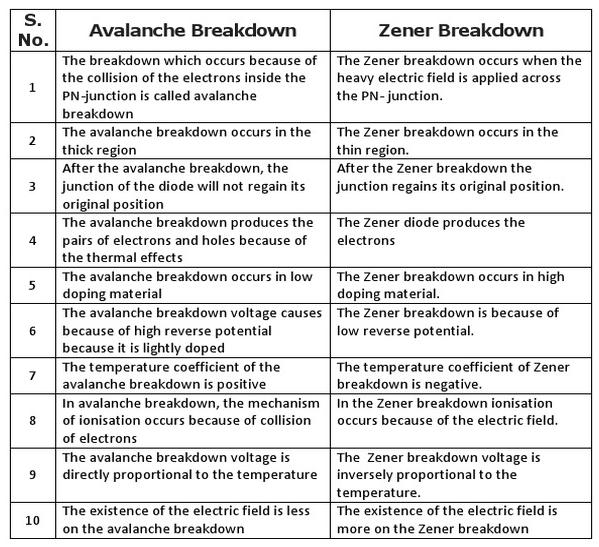 S. No.
Avalanche Breakdown
Zener Breakdown
1
The breakdown which occurs because of
the collision of the electrons inside the
PN-junction is called avalanche
breakdown
The Zener breakdown occurs when the
heavy electric field is applied across
the PN- junction.
2
The avalanche breakdown occurs in the
thick region
The Zener breakdown occurs in the
thin region.
3
After the avalanche breakdown, the
junction of the diode will not regain its
original position
After the Zener breakdown the
junction regains its original position.
4
The avalanche breakdown produces the
pairs of electrons and holes because of
the thermal effects
The Zener diode produces the
electrons
5
The avalanche breakdown occurs in low
doping material
The Zener breakdown occurs in high
doping material.
6
The avalanche breakdown voltage causes
because of high reverse potential
because it is lightly doped
The Zener breakdown is because of
low reverse potential.
7
The temperature coefficient of the
avalanche breakdown is positive
The temperature coefficient of Zener
breakdown is negative.
8
In avalanche breakdown, the mechanism
of ionisation occurs because of collision
of electrons
In the Zener breakdown ionisation
occurs because of the electric field.
9
The avalanche breakdown voltage is
directly proportional to the temperature
The Zener breakdown voltage is
inversely proportional to the
temperature.
10
The existence of the electric field is less
on the avalanche breakdown
The existence of the electric field is
more on the Zener breakdown